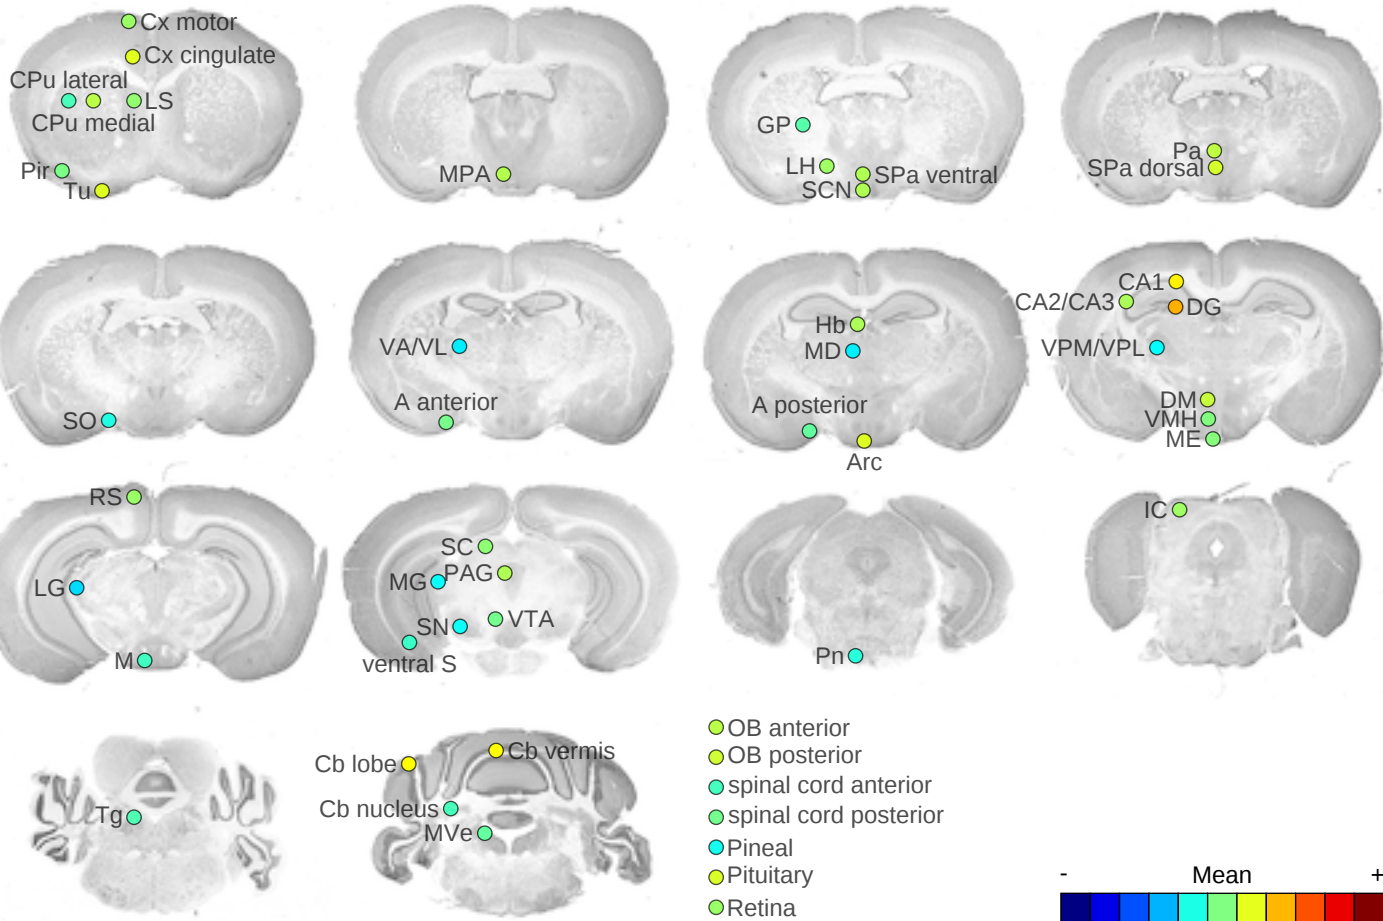 Cx motor
Cx cingulate
CPu lateral
LS
CPu medial
Pir
Tu
MPA
GP
LH
SPa ventral
SCN
Pa
SPa dorsal
SO
VA/VL
A anterior
Hb
MD
A posterior
Arc
CA1
CA2/CA3
DG
VPM/VPL
DM
VMH
ME
RS
LG
M
SC
MG
PAG
SN
VTA
ventral S
Pn
IC
Tg
Cb lobe
Cb vermis
Cb nucleus
MVe
OB anterior
OB posterior
spinal cord anterior
spinal cord posterior
Pineal
Pituitary
Retina
- Mean +